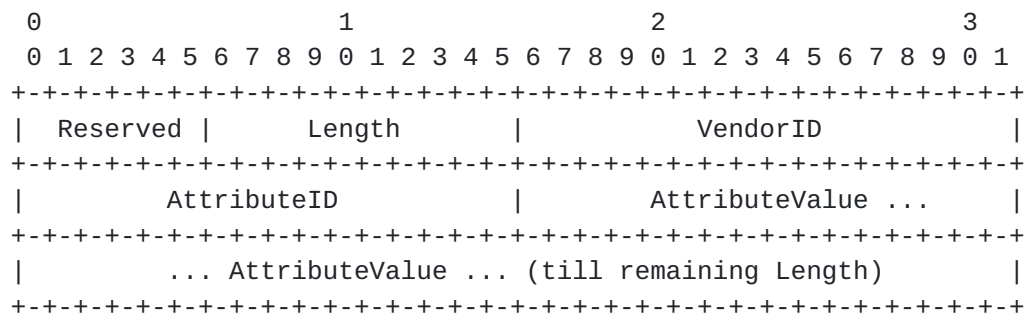 0                   1                   2                   3
 0 1 2 3 4 5 6 7 8 9 0 1 2 3 4 5 6 7 8 9 0 1 2 3 4 5 6 7 8 9 0 1
+-+-+-+-+-+-+-+-+-+-+-+-+-+-+-+-+-+-+-+-+-+-+-+-+-+-+-+-+-+-+-+-+
|  Reserved |      Length       |           VendorID            |
+-+-+-+-+-+-+-+-+-+-+-+-+-+-+-+-+-+-+-+-+-+-+-+-+-+-+-+-+-+-+-+-+
|         AttributeID           |        AttributeValue ...     |
+-+-+-+-+-+-+-+-+-+-+-+-+-+-+-+-+-+-+-+-+-+-+-+-+-+-+-+-+-+-+-+-+
|         ... AttributeValue ... (till remaining Length)        |
+-+-+-+-+-+-+-+-+-+-+-+-+-+-+-+-+-+-+-+-+-+-+-+-+-+-+-+-+-+-+-+-+